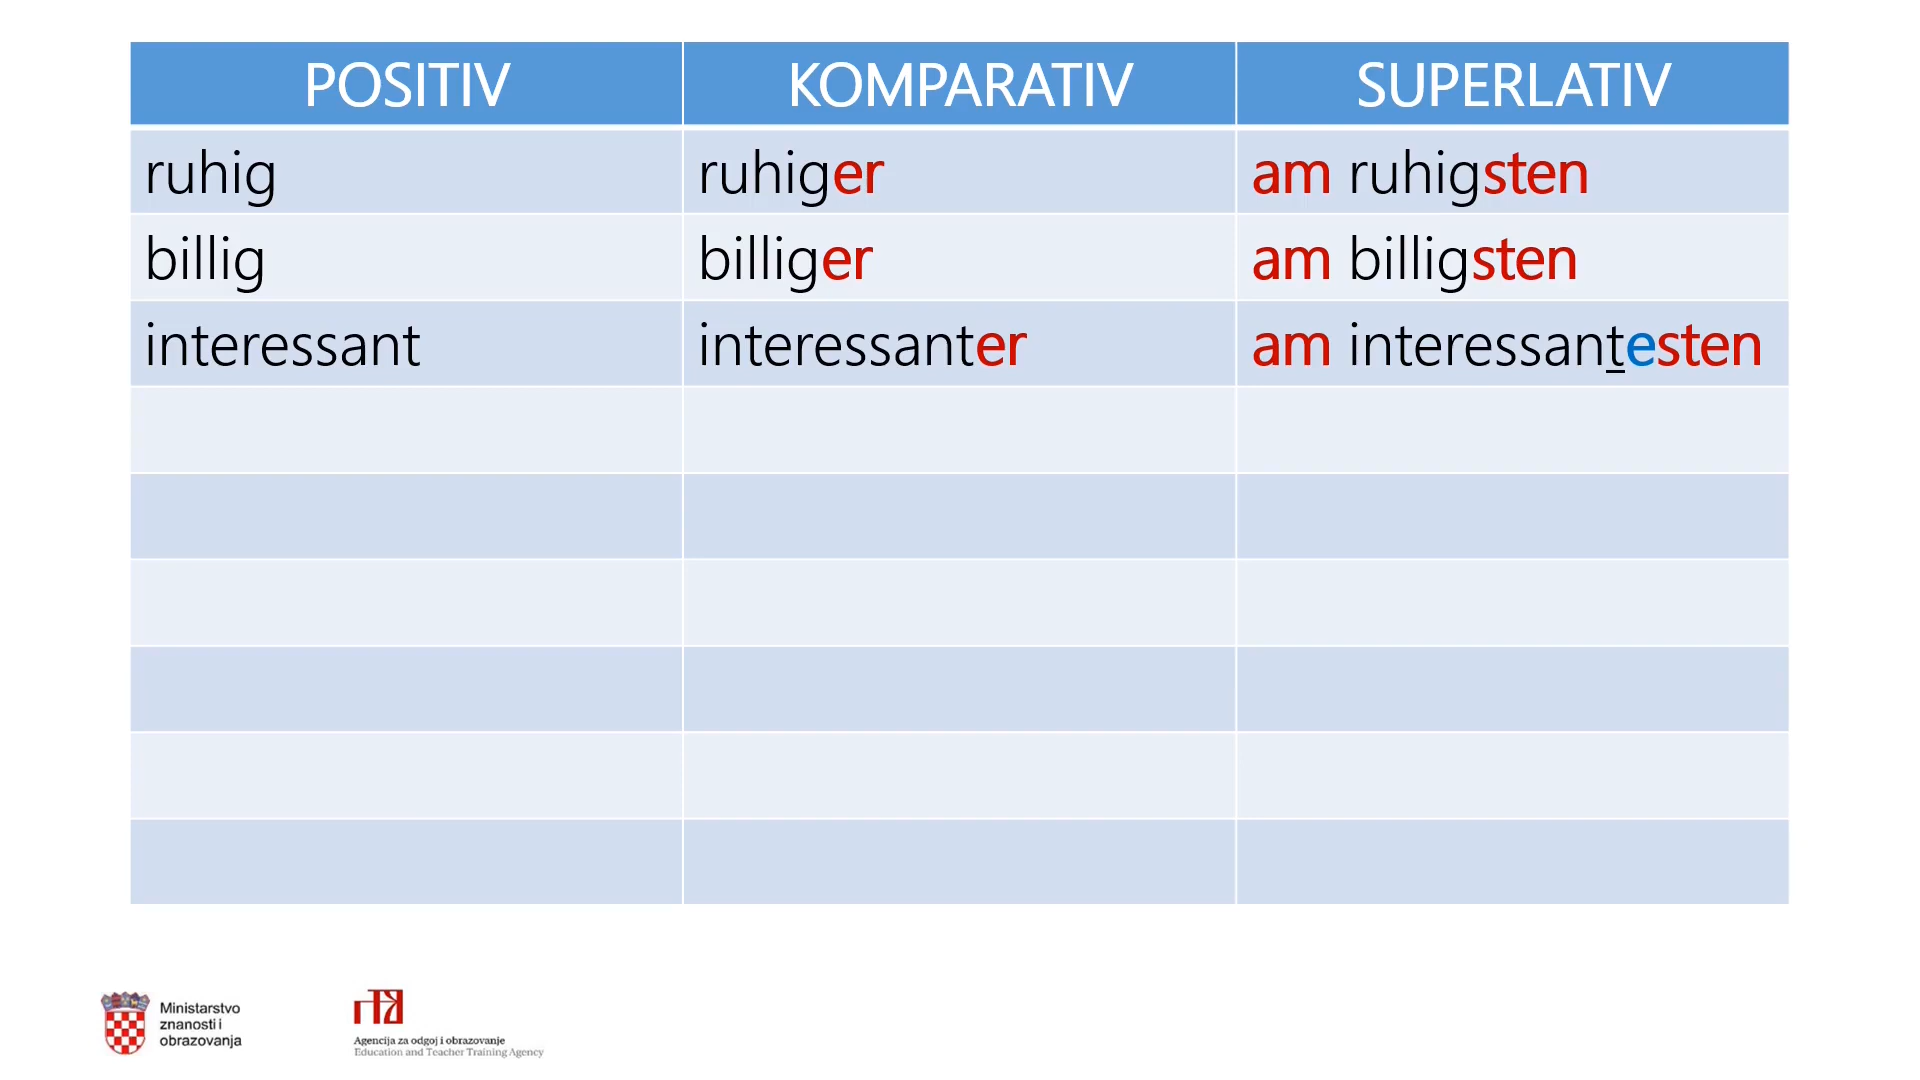 POSITIV KOMPARATIV SUPERLATIV
ruhig ruhiger am ruhigsten
billig billiger am billigsten
interessant interessanter am interessantesten
Ministarstvo
znanosti i
obrazovanja
Agencija za odgoj i obrazovanje
Education and Teacher Training Agency